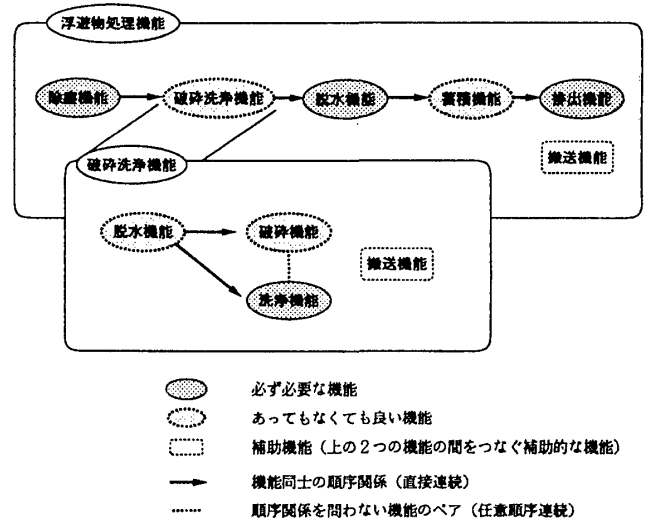 浮遊物処理機能
除塵機能
破砕洗浄機能
脱水機能
蓄積機能
排出機能
搬送機能
破砕洗浄機能
脱水機能
破砕機能
搬送機能
洗浄機能
必ず必要な機能
あってもなくても良い機能
補助機能（上の２つの機能の間をつなぐ補助的な機能）
機能同士の順序関係（直接連続）
順序関係を問わない機能のペア（任意順序連続）